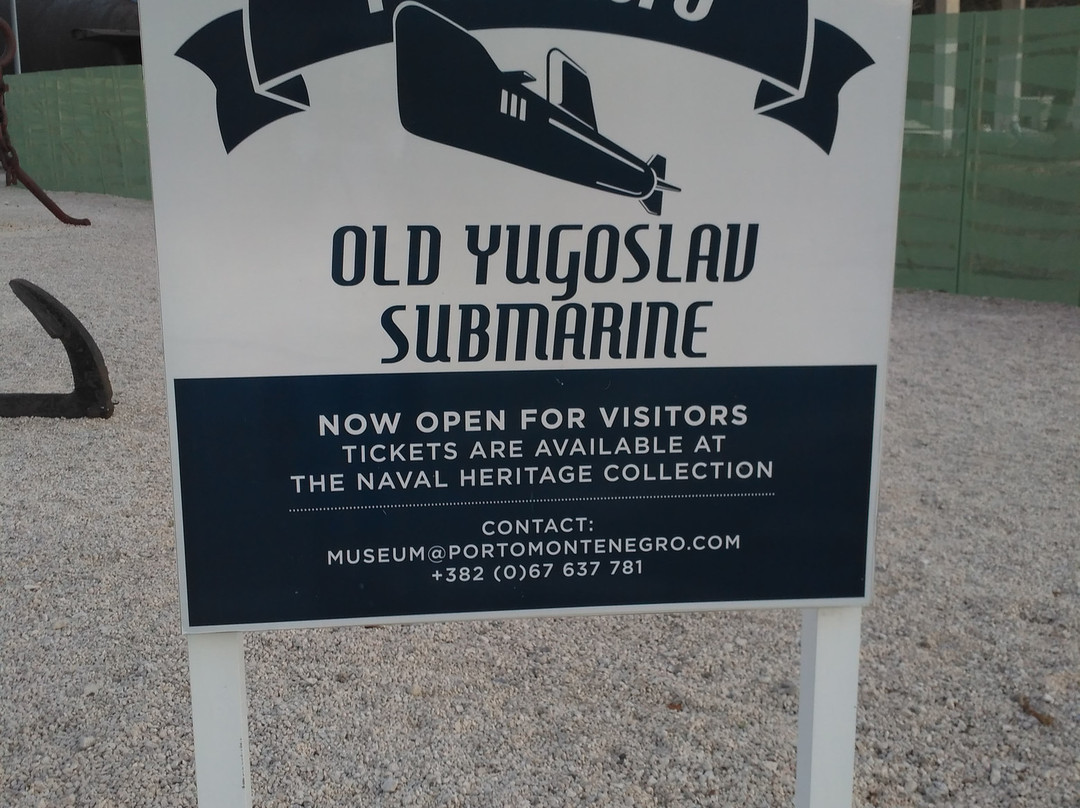 OLD YUGOSLAV
SUBMARINE
NOW OPEN FOR VISITORS
TICKETS ARE AVAILABLE AT
THE NAVAL HERITAGE COLLECTION
CONTACT:
MUSEUM@PORTOMONTENEGRO.COM
+382 (0)67 637 781